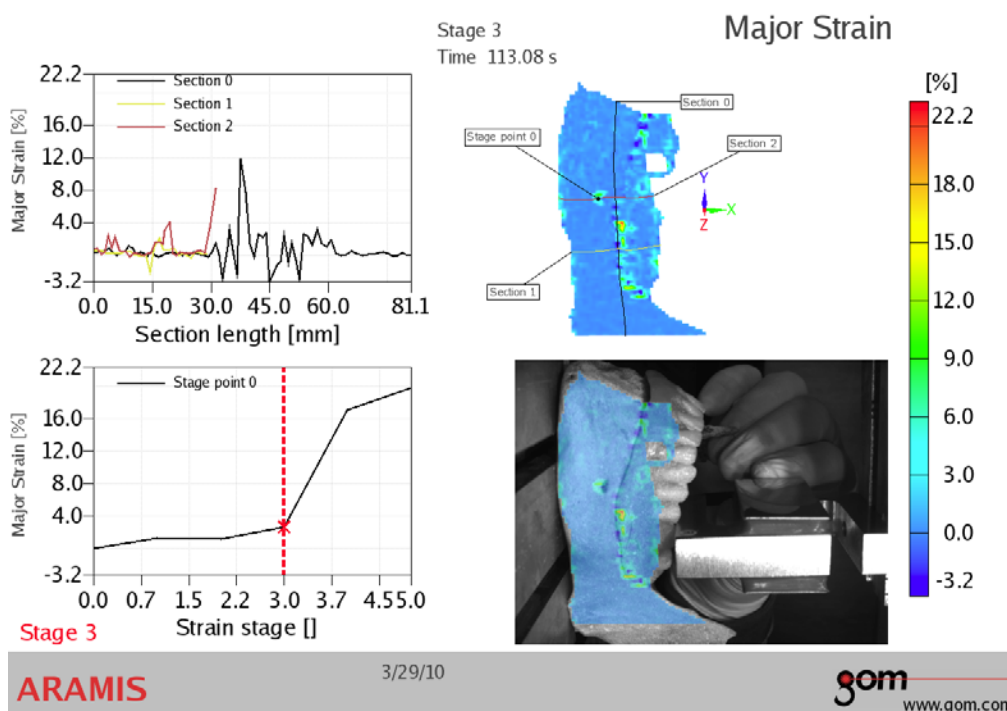 Major Strain
Stage 3
Time 113.08 s
22.2
16.0
12.0
8.0
4.0
-3.2
Major Strain [%]
Section 0
Section 1
Section 2
0.0 15.0 30.0 45.0 60.0 81.1
Section length [mm]
Section 0
Stage point 0
Section 2
Section 1
Y
X
Z
[%]
22.2
18.0
15.0
12.0
9.0
6.0
3.0
0.0
-3.2
22.2
16.0
12.0
8.0
4.0
-3.2
Major Strain [%]
Stage point 0
0.0 0.7 1.5 2.2 3.0 3.7 4.55.0
Strain stage []
Stage 3
ARAMIS
3/29/10
gom
www.gom.com